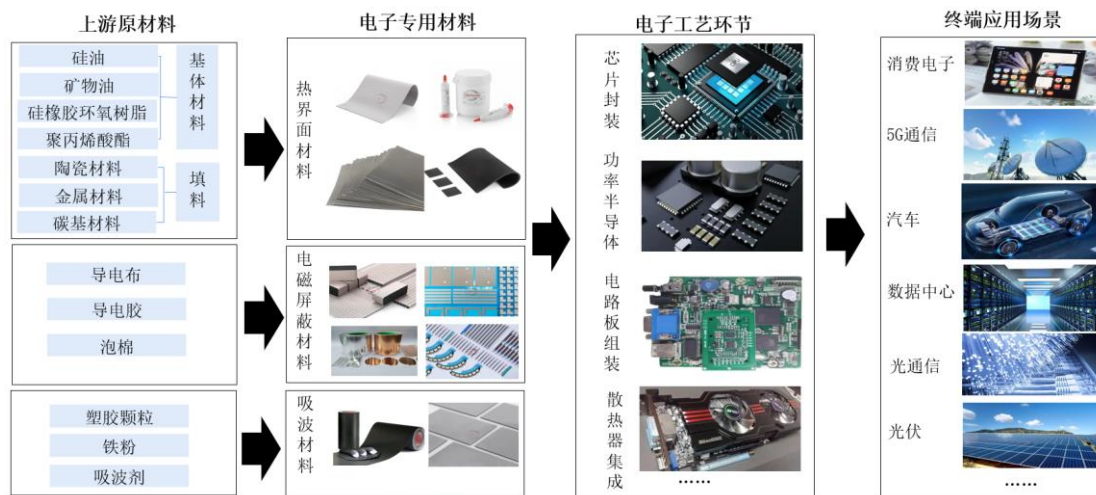 上游原材料
硅油
矿物油
硅橡胶环氧树脂
聚丙烯酸酯
基体材料
陶瓷材料
金属材料
碳基材料
填料
导电布
导电胶
泡棉
塑胶颗粒
铁粉
吸波剂
电子专用材料
热界面材料
电磁屏蔽材料
吸波材料
电子工艺环节
芯片封装
功率半导体
电路板组装
散热器集成
……
终端应用场景
消费电子
5G通信
汽车
数据中心
光通信
光伏
……